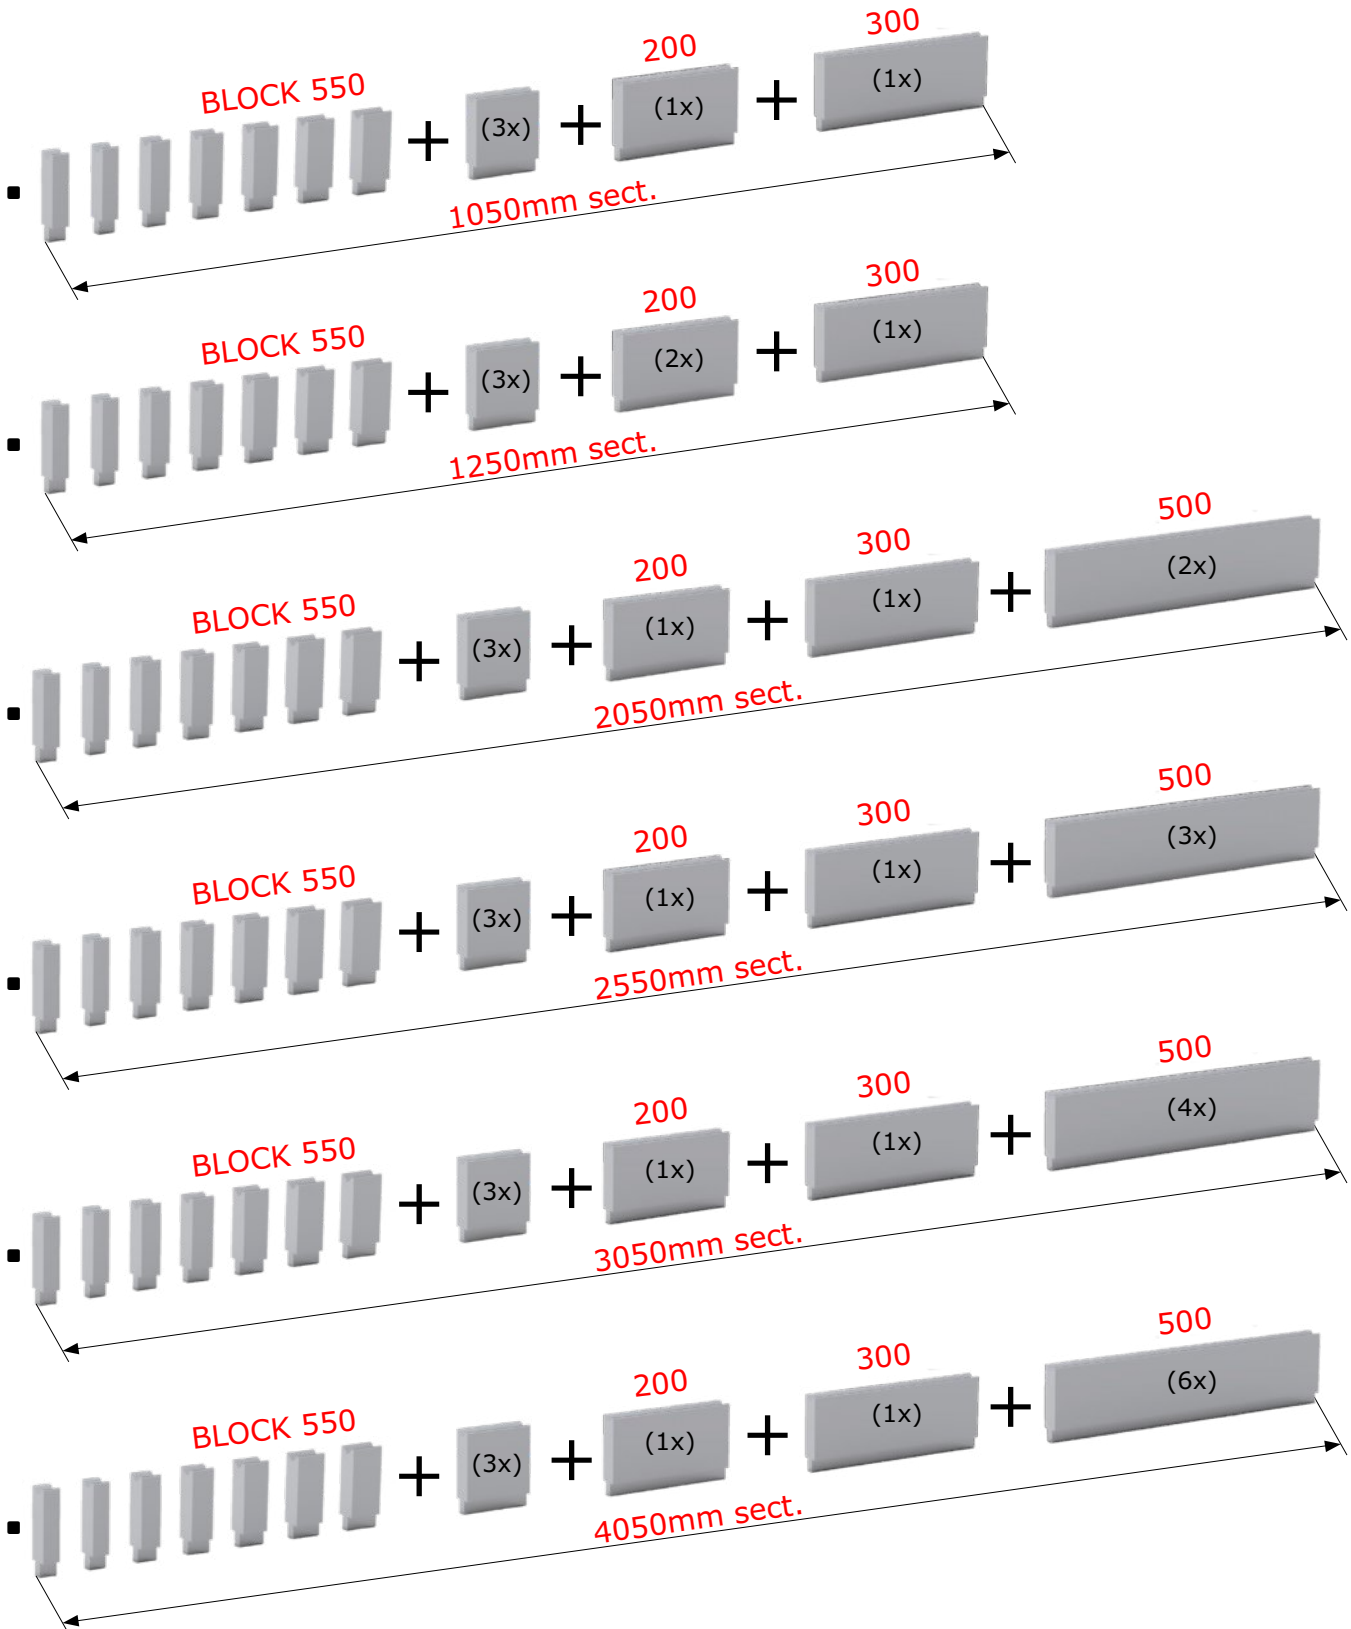 300
200
BLOCK 550
(1x)
(1x)
(3x)
1050mm sect.
300
200
BLOCK 550
(1x)
(2x)
(3x)
1250mm sect.
500
300
200
BLOCK 550
(2x)
(1x)
(1x)
(3x)
2050mm sect.
500
300
200
BLOCK 550
(3x)
(1x)
(1x)
(3x)
2550mm sect.
500
300
200
BLOCK 550
(4x)
(1x)
(1x)
(3x)
3050mm sect.
500
300
200
BLOCK 550
(6x)
(1x)
(1x)
(3x)
4050mm sect.